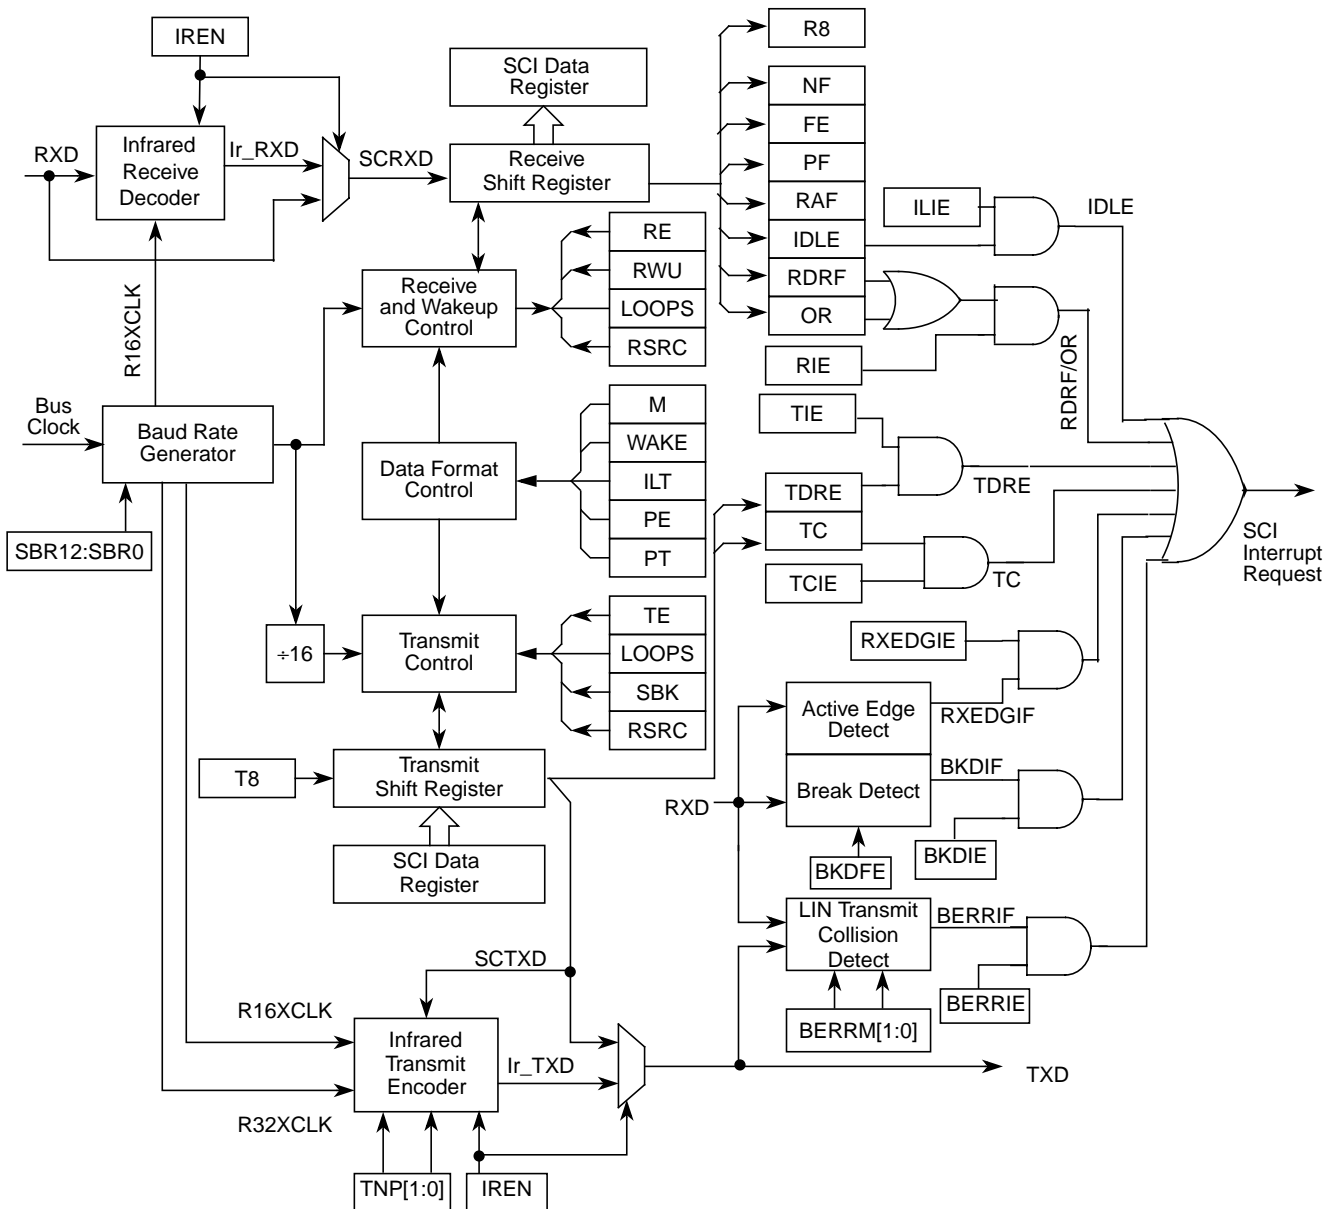 IREN
R8
SCI Data
Register
NF
FE
PF
RAF
IDLE
RDRF
OR
RXD
Infrared
Receive
Decoder
Ir_RXD
SCRXD
Receive
Shift Register
ILIE
IDLE
RE
RWU
LOOPS
RSRC
Receive
and Wakeup
Control
R16XCLK
RIE
RDRF/OR
Bus
Clock
Baud Rate
Generator
M
WAKE
ILT
PE
PT
Data Format
Control
TIE
TDRE
TDRE
TC
TCIE
TC
SBR12:SBR0
SCI
Interrupt
Request
÷16
Transmit
Control
TE
LOOPS
SBK
RSRC
RXEDGIE
Active Edge
Detect
RXEDGIF
T8
Transmit
Shift Register
RXD
Break Detect
BKDIF
BKDIE
BKDFE
SCI Data
Register
LIN Transmit
Collision
Detect
BERRIF
BERRIE
BERRM[1:0]
SCTXD
R16XCLK
Infrared
Transmit
Encoder
Ir_TXD
TXD
R32XCLK
TNP[1:0]
IREN